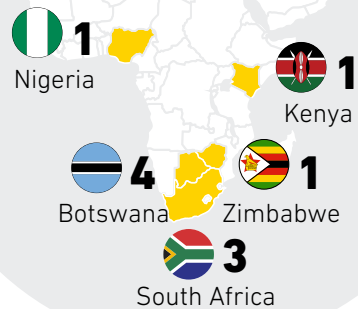 1
Nigeria
1
Kenya
4
Botswana
1
Zimbabwe
3
South Africa